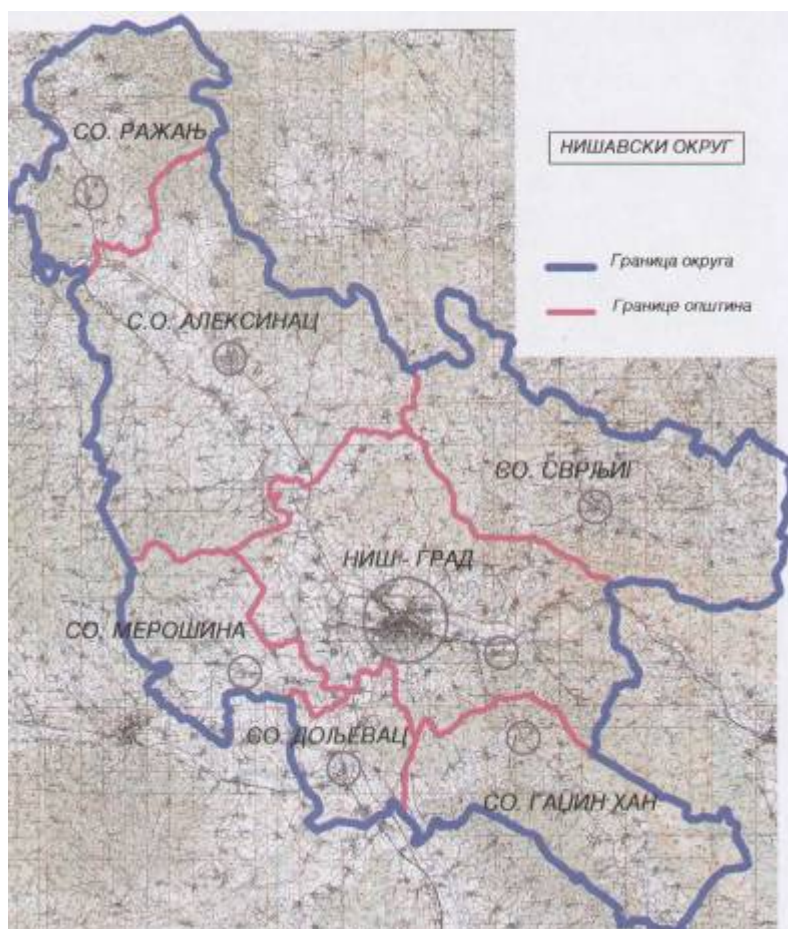 СО. РАЖАЊ
НИШАВСКИ ОКРУГ
Граница округа
Границе општина
С.О. АЛЕКСИНАЦ
СО. СВРЉИГ
НИШ - ГРАД
СО. МЕРОШИНА
СО. ДОЉЕВАЦ
СО. ГАЏИН ХАН